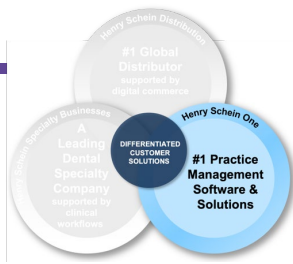 Henry Schein Distribution
#1 Global
Distributor
supported by
digital commerce
Henry Schein Specialty Businesses
A
Leading
Dental
Specialty
Company
supported by
clinical
workflows
DIFFERENTIATED
CUSTOMER
SOLUTIONS
Henry Schein One
#1 Practice
Management
Software &
Solutions